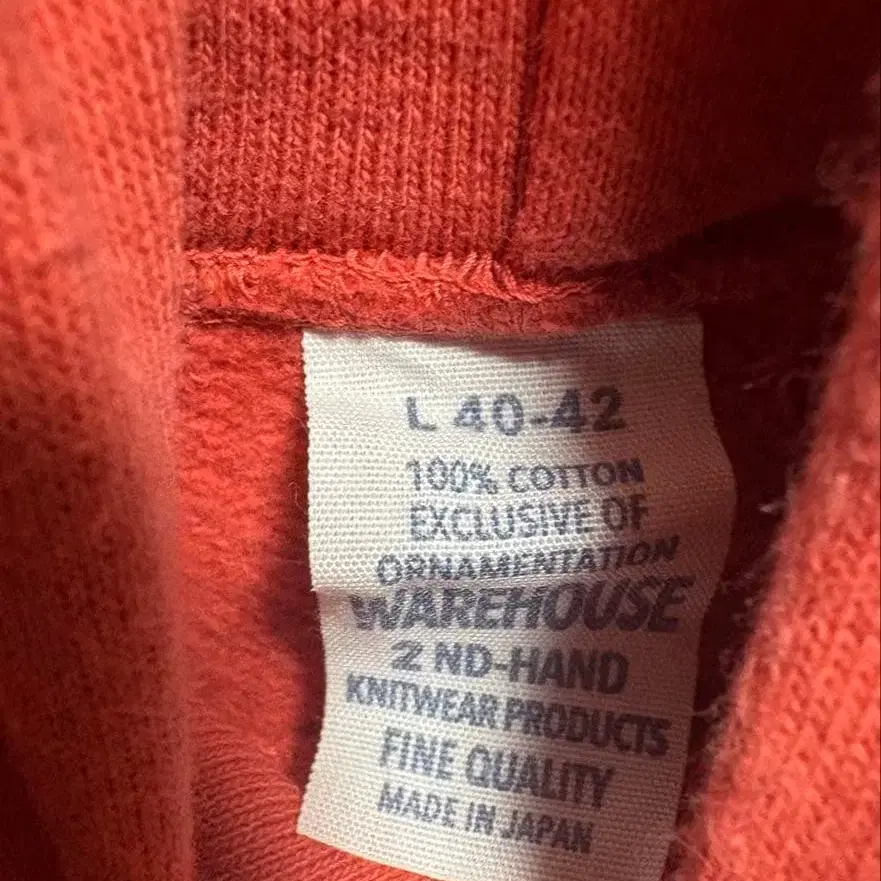 L 40-42
100% COTTON
EXCLUSIVE OF
ORNAMENTATION
WAREHOUSE
2 ND-HAND
KNITWEAR PRODUCTS
FINE QUALITY
MADE IN JAPAN